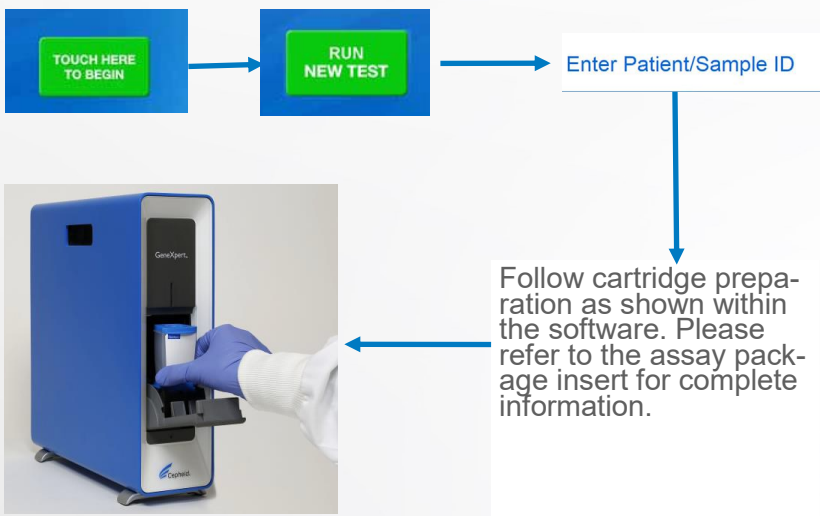 TOUCH HERE
TO BEGIN
RUN
NEW TEST
Enter Patient/Sample ID
Follow cartridge prepa-
ration as shown within
the software. Please
refer to the assay pack-
age insert for complete
information.
GeneXpert.
Cepheid.